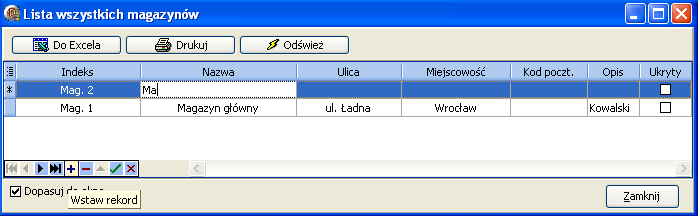 Lista wszystkich magazynów
Do Excela Drukuj Odśwież
Indeks Nazwa Ulica Miejscowość Kod poczt. Opis Ukryty
Mag. 2 Ma
Mag. 1 Magazyn główny ul. Ładna Wrocław Kowalski
Dopasuj do okna Zamknij
Wstaw rekord